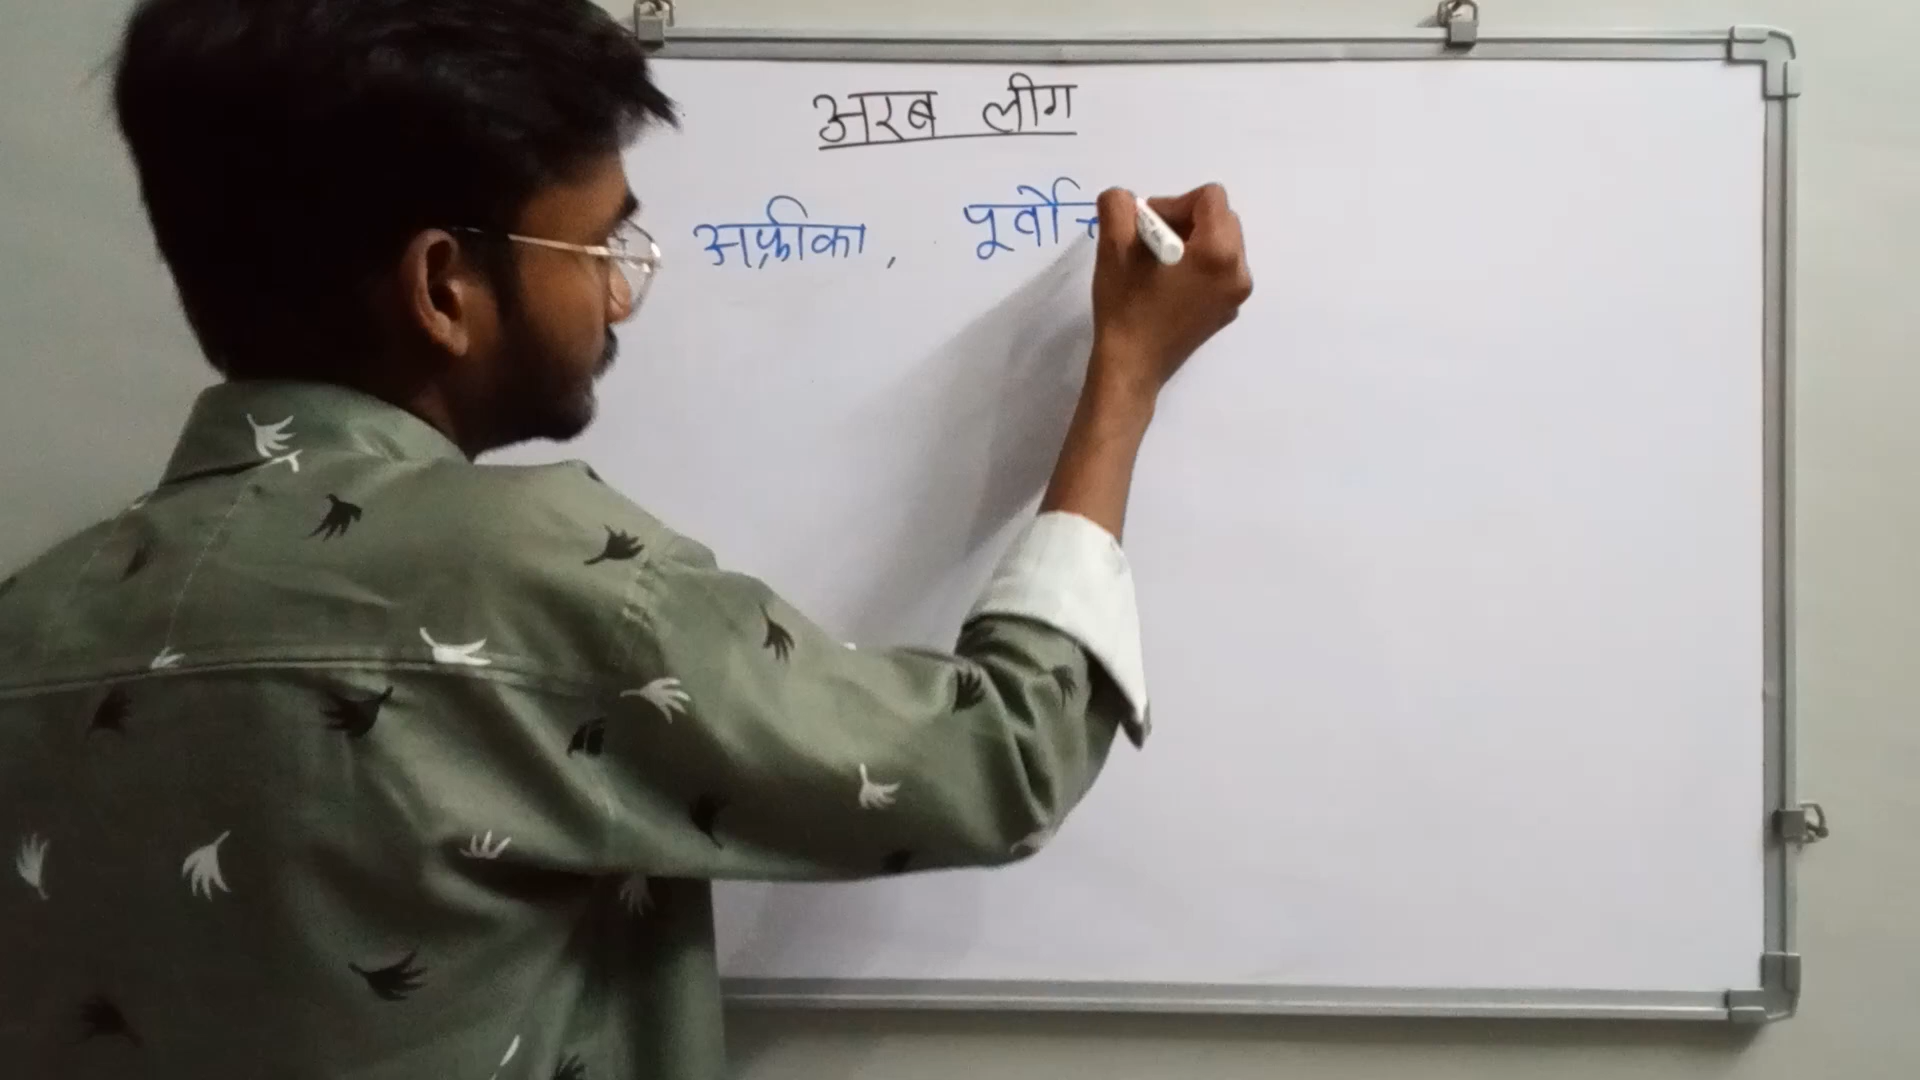 अरब लीग
अफ़्रीका, पूर्वोत्त